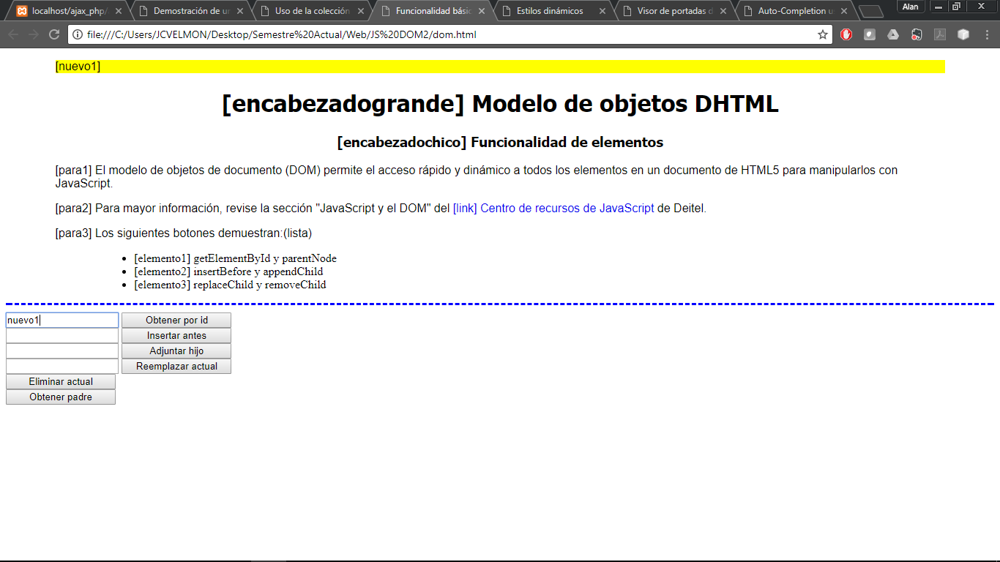 localhost/ajax_php/ Demostración de un Uso de la colección Funcionalidad básic Estilos dinámicos Visor de portadas d Auto-Completion u Alan
file:///C:/Users/JCVELMON/Desktop/Semestre%20Actual/Web/JS%20DOM2/dom.html
[nuevo1]
[encabezadogrande] Modelo de objetos DHTML
[encabezadochico] Funcionalidad de elementos
[para1] El modelo de objetos de documento (DOM) permite el acceso rápido y dinámico a todos los elementos en un documento de HTML5 para manipularlos con
JavaScript.
[para2] Para mayor información, revise la sección "JavaScript y el DOM" del [link] Centro de recursos de JavaScript de Deitel.
[para3] Los siguientes botones demuestran:(lista)
• [elemento1] getElementById y parentNode
• [elemento2] insertBefore y appendChild
• [elemento3] replaceChild y removeChild
nuevo1 Obtener por id
Insertar antes
Adjuntar hijo
Reemplazar actual
Eliminar actual
Obtener padre